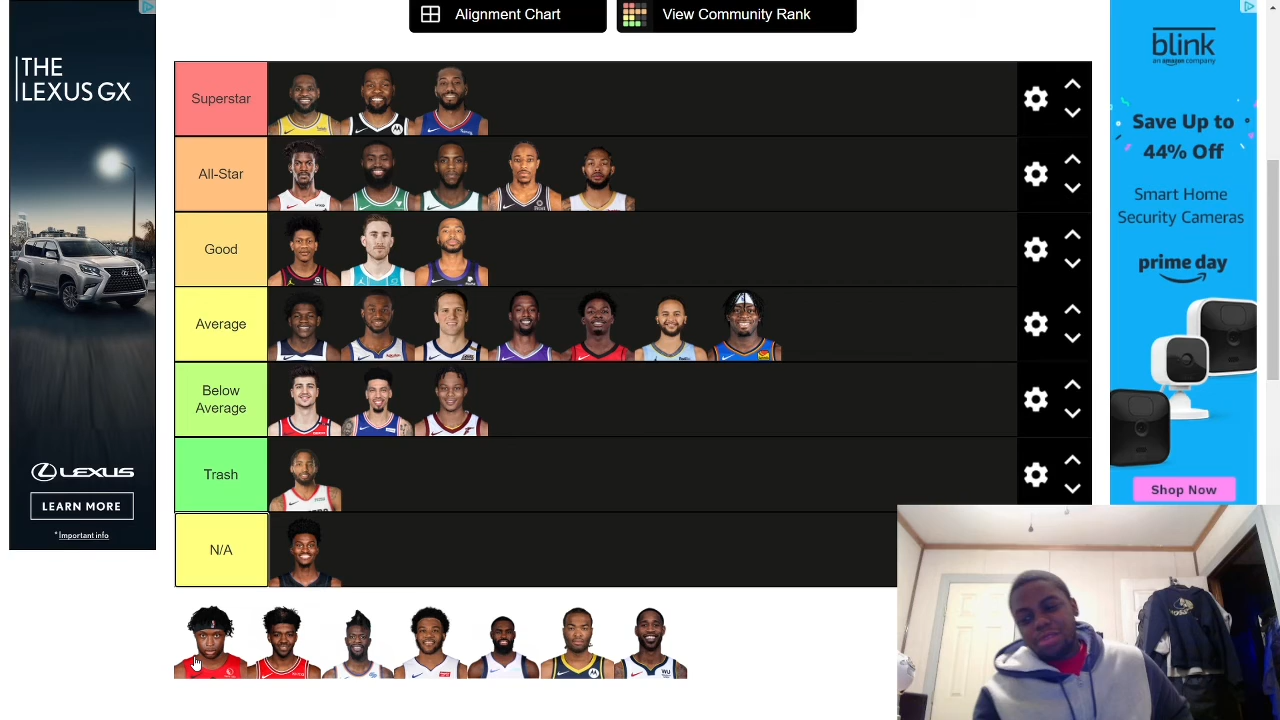 Alignment Chart
View Community Rank
THE
LEXUS GX
LEXUS
LEARN MORE
* Important info
Superstar
All-Star
Good
Average
Below
Average
Trash
N/A
blink
an amazon company
Save Up to
44% Off
Smart Home
Security Cameras
prime day
Shop Now